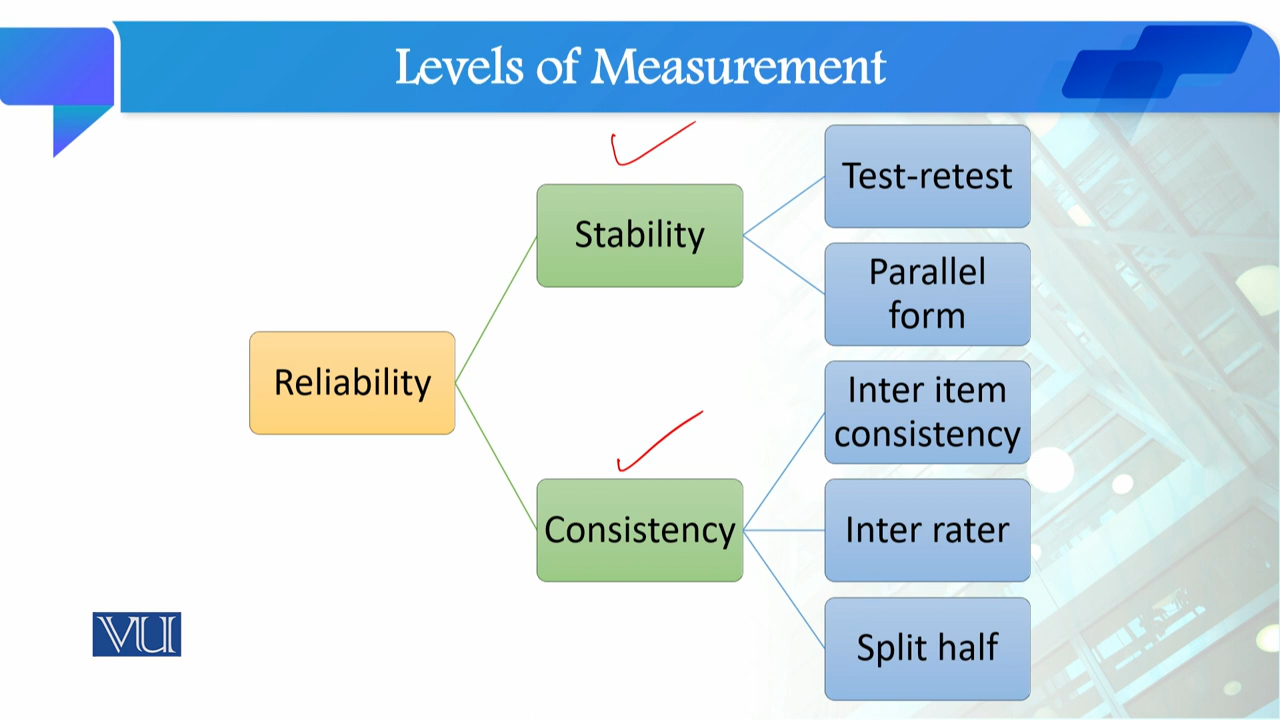 Levels of Measurement
Reliability
Stability
Test-retest
Parallel
form
Consistency
Inter item
consistency
Inter rater
Split half
VU